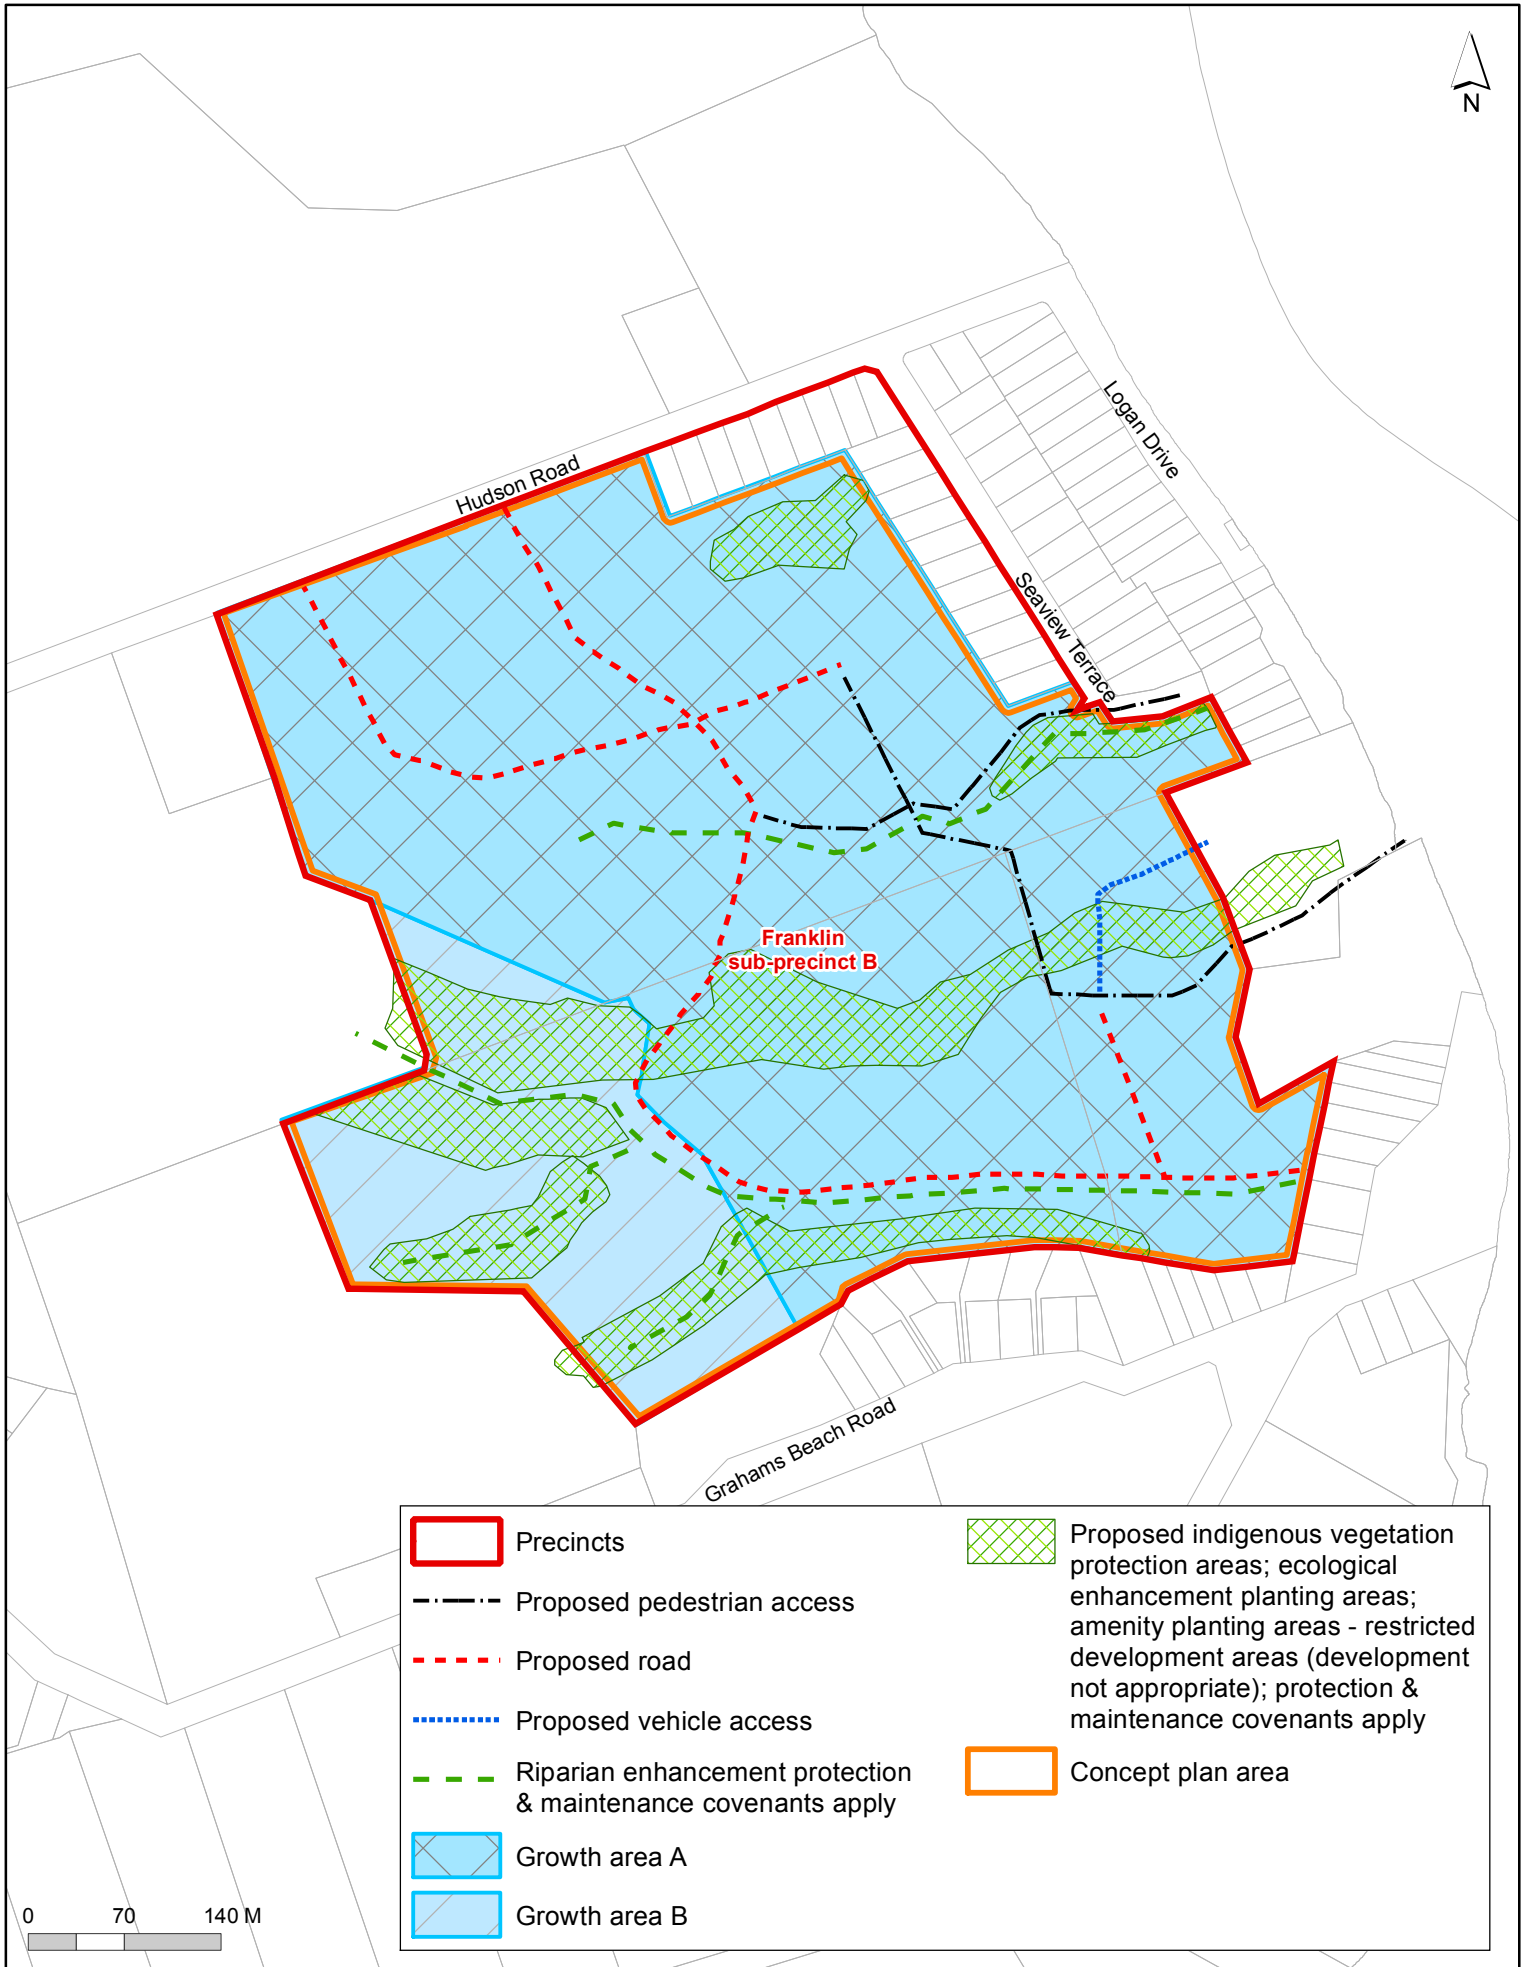 N
Logan Drive
Hudson Road
Seaview Terrace
Franklin
sub-precinct B
Grahams Beach Road
Precincts
Proposed pedestrian access
Proposed road
Proposed vehicle access
Riparian enhancement protection
& maintenance covenants apply
Growth area A
Growth area B
Proposed indigenous vegetation
protection areas; ecological
enhancement planting areas;
amenity planting areas - restricted
development areas (development
not appropriate); protection &
maintenance covenants apply
Concept plan area
0 70 140 M